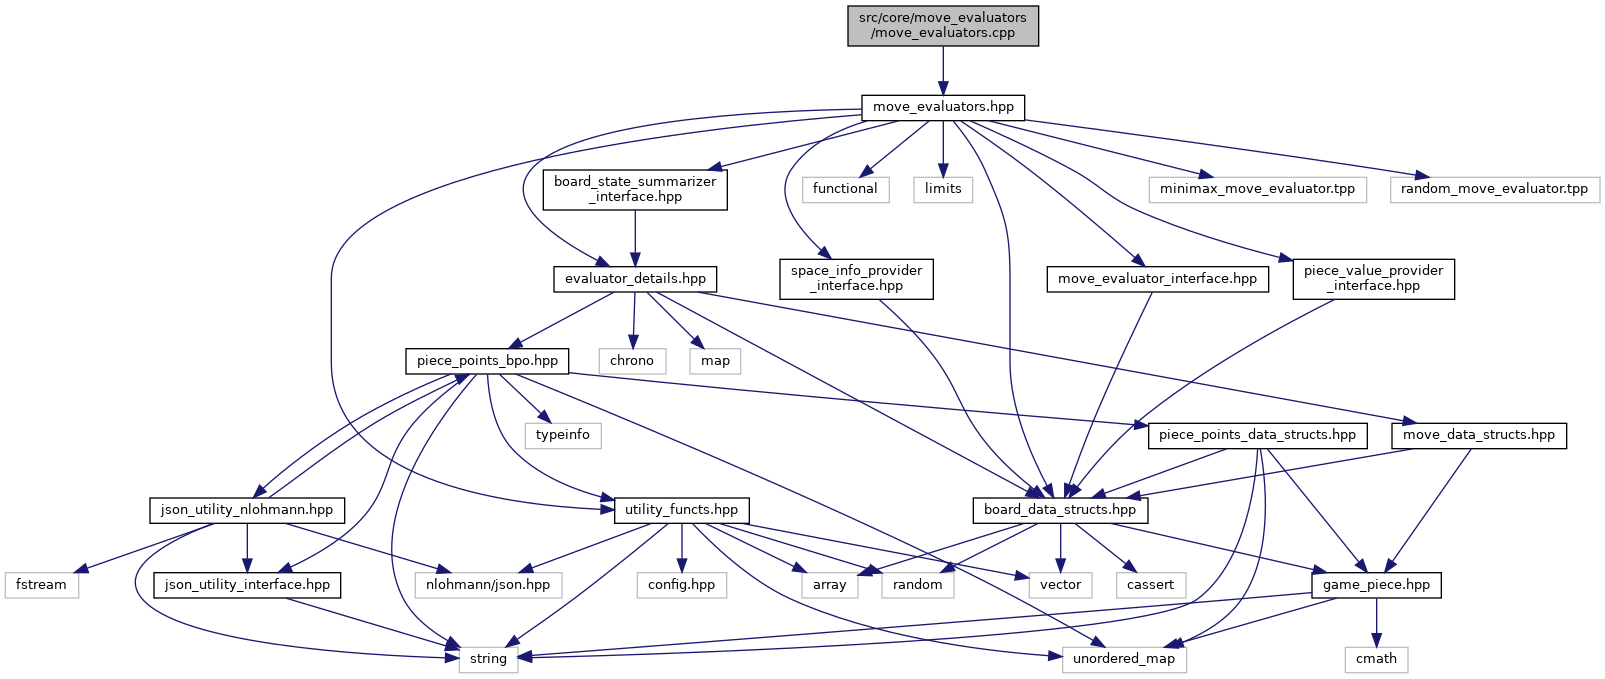 src/core/move_evaluators
/move_evaluators.cpp
move_evaluators.hpp
board_state_summarizer
_interface.hpp
functional
limits
minimax_move_evaluator.tpp
random_move_evaluator.tpp
evaluator_details.hpp
space_info_provider
_interface.hpp
move_evaluator_interface.hpp
piece_value_provider
_interface.hpp
piece_points_bpo.hpp
chrono
map
typeinfo
piece_points_data_structs.hpp
move_data_structs.hpp
json_utility_nlohmann.hpp
utility_functs.hpp
board_data_structs.hpp
fstream
json_utility_interface.hpp
nlohmann/json.hpp
config.hpp
array
random
vector
cassert
game_piece.hpp
string
unordered_map
cmath